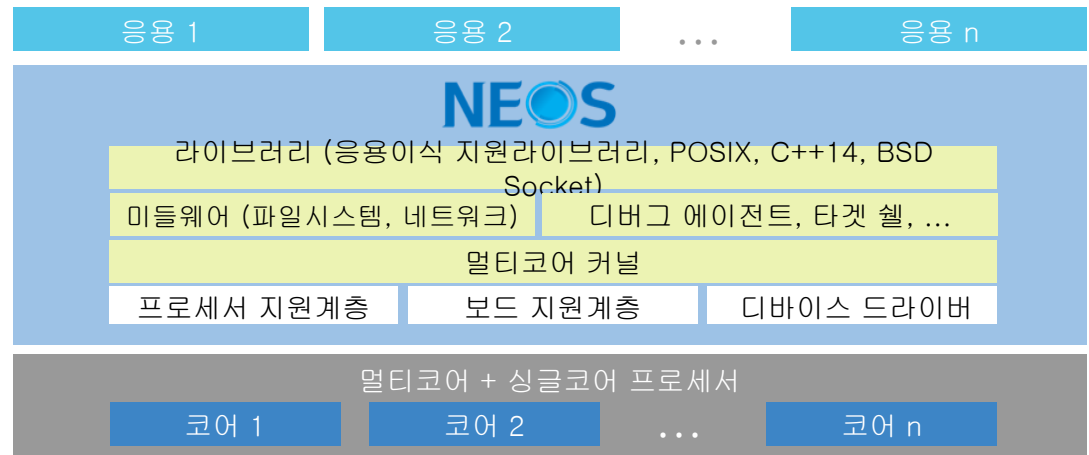 응용 1 응용 2 ... 응용 n
NEOS
라이브러리 (응용이식 지원라이브러리, POSIX, C++14, BSD
Socket)
미들웨어 (파일시스템, 네트워크) 디버그 에이전트, 타겟 쉘, ...
멀티코어 커널
프로세서 지원계층 보드 지원계층 디바이스 드라이버
멀티코어 + 싱글코어 프로세서
코어 1 코어 2 ... 코어 n